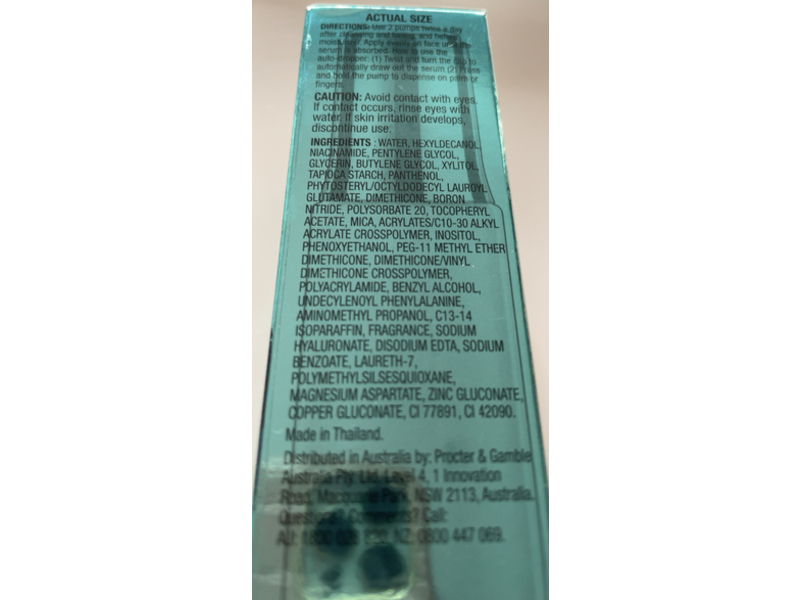 ACTUAL SIZE
DIRECTIONS: Use 2 pumps twice a day
after cleansing and toning, and before
moisturizer. Apply evenly on face until
serum is absorbed. How to use the
auto-dropper: (1) Twist and turn the cap to
automatically draw out the serum (2) Press
and hold the pump to dispense on palm or
fingers.
CAUTION: Avoid contact with eyes.
If contact occurs, rinse eyes with
water. If skin irritation develops,
discontinue use.
INGREDIENTS : WATER, HEXYLDECANOL,
NIACINAMIDE, PENTYLENE GLYCOL,
GLYCERIN, BUTYLENE GLYCOL, XYLITOL,
TAPIOCA STARCH, PANTHENOL,
PHYTOSTERYL/OCTYLDODECYL LAUROYL
GLUTAMATE, DIMETHICONE, BORON
NITRIDE, POLYSORBATE 20, TOCOPHERYL
ACETATE, MICA, ACRYLATES/C10-30 ALKYL
ACRYLATE CROSSPOLYMER, INOSITOL,
PHENOXYETHANOL, PEG-11 METHYL ETHER
DIMETHICONE, DIMETHICONE/VINYL
DIMETHICONE CROSSPOLYMER,
POLYACRYLAMIDE, BENZYL ALCOHOL,
UNDECYLENOYL PHENYLALANINE,
AMINOMETHYL PROPANOL, C13-14
ISOPARAFFIN, FRAGRANCE, SODIUM
HYALURONATE, DISODIUM EDTA, SODIUM
BENZOATE, LAURETH-7,
POLYMETHYLSILSESQUIOXANE,
MAGNESIUM ASPARTATE, ZINC GLUCONATE,
COPPER GLUCONATE, CI 77891, CI 42090.
Made in Thailand.
Distributed in Australia by: Procter & Gamble
Australia Pty. Ltd. Level 4, 1 Innovation
Road, Macquarie Park, NSW 2113, Australia.
Questions? Comments? Call:
AU: 1800 028 NZ: 0800 447 069.